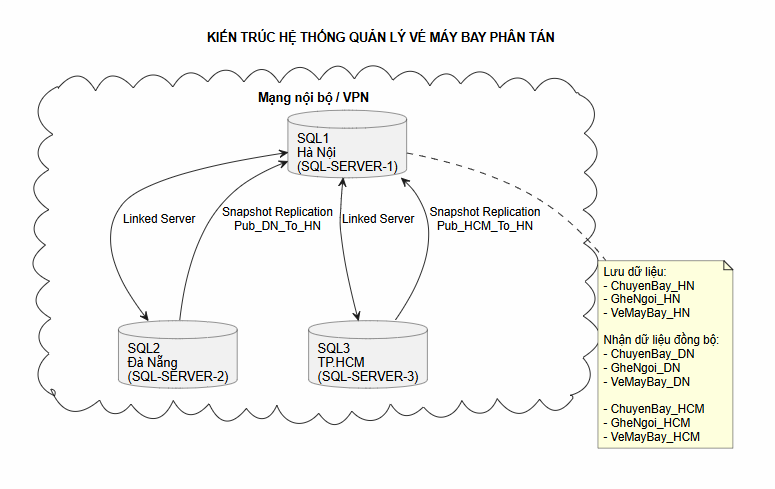 KIẾN TRÚC HỆ THỐNG QUẢN LÝ VÉ MÁY BAY PHÂN TÁN
Mạng nội bộ / VPN
SQL1
Hà Nội
(SQL-SERVER-1)
Linked Server
Snapshot Replication
Pub_DN_To_HN
Linked Server
Snapshot Replication
Pub_HCM_To_HN
SQL2
Đà Nẵng
(SQL-SERVER-2)
SQL3
TP.HCM
(SQL-SERVER-3)
Lưu dữ liệu:
- ChuyenBay_HN
- GheNgoi_HN
- VeMayBay_HN
Nhận dữ liệu đồng bộ:
- ChuyenBay_DN
- GheNgoi_DN
- VeMayBay_DN
- ChuyenBay_HCM
- GheNgoi_HCM
- VeMayBay_HCM